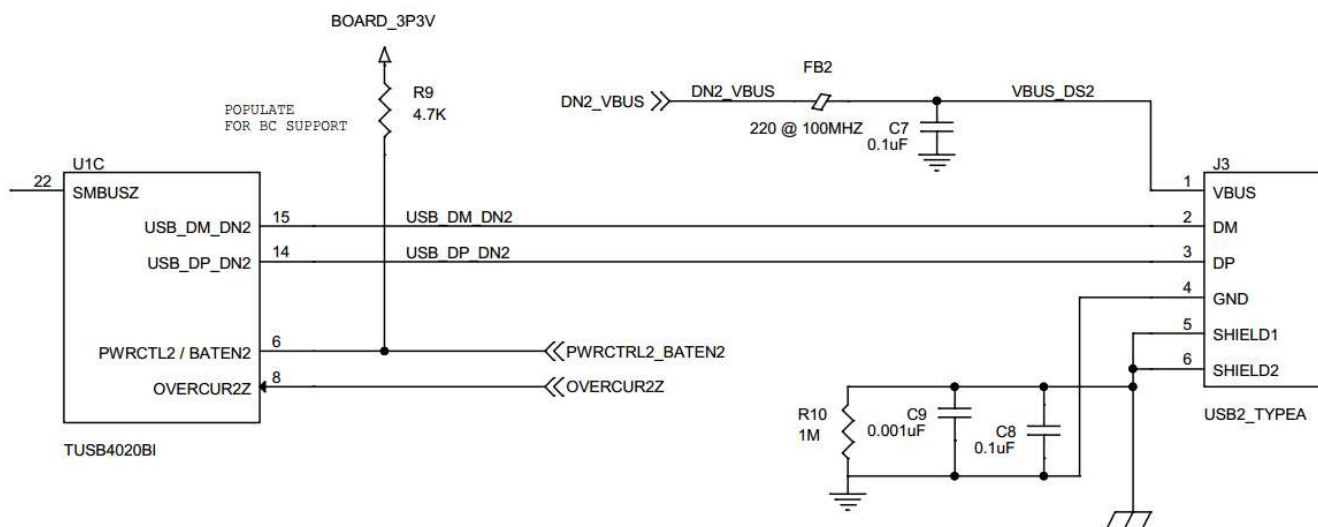 BOARD_3P3V
R9
4.7K
POPULATE
FOR BC SUPPORT
FB2
DN2_VBUS
DN2_VBUS
VBUS_DS2
220 @ 100MHZ
C7
0.1uF
U1C
22
SMBUSZ
USB_DM_DN2
15
USB_DM_DN2
USB_DP_DN2
14
USB_DP_DN2
PWRCTL2 / BATEN2
6
PWRCTRL2_BATEN2
OVERCUR2Z
8
OVERCUR2Z
TUSB4020BI
J3
1
VBUS
2
DM
3
DP
4
GND
5
SHIELD1
6
SHIELD2
USB2_TYPEA
R10
1M
C9
0.001uF
C8
0.1uF